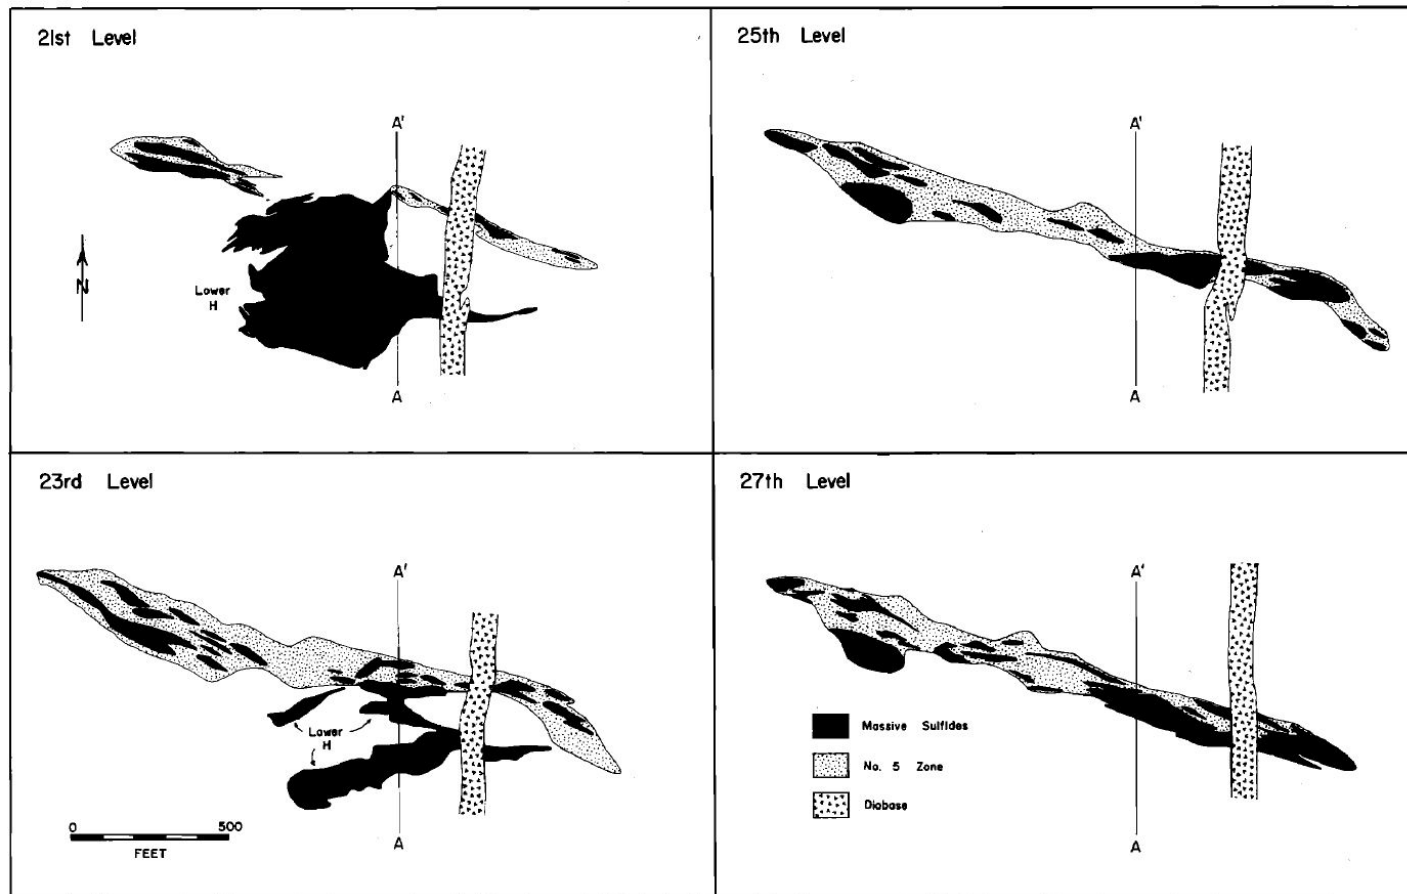 21st Level
A'
N
Lower
H
A
25th Level
A'
A
23rd Level
A'
Lower
H
0 500
FEET
A
27th Level
A'
Massive Sulfides
No. 5 Zone
Diabase
A